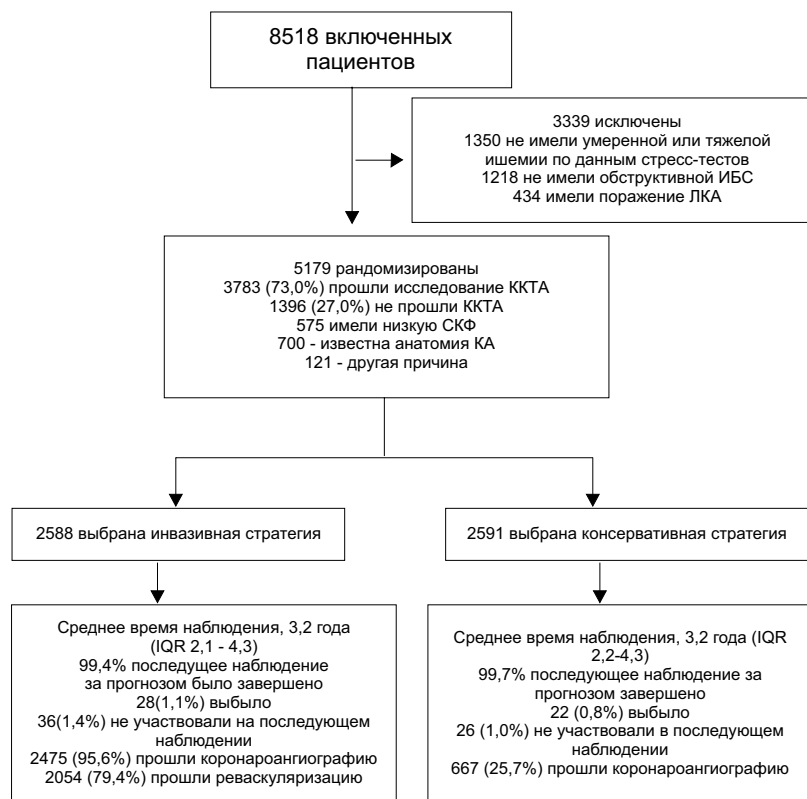 8518 включенных
пациентов
3339 исключены
1350 не имели умеренной или тяжелой
ишемии по данным стресс-тестов
1218 не имели обструктивной ИБС
434 имели поражение ЛКА
5179 рандомизированы
3783 (73,0%) прошли исследование ККТА
1396 (27,0%) не прошли ККТА
575 имели низкую СКФ
700 - известна анатомия КА
121 - другая причина
2588 выбрана инвазивная стратегия
2591 выбрана консервативная стратегия
Среднее время наблюдения, 3,2 года
(IQR 2,1 - 4,3)
99,4% последущее наблюдение
за прогнозом было завершено
28(1,1%) выбыло
36(1,4%) не участвовали на последующем
наблюдении
2475 (95,6%) прошли коронароангиографию
2054 (79,4%) прошли реваскуляризацию
Среднее время наблюдения, 3,2 года (IQR
2,2-4,3)
99,7% последующее наблюдение за
прогнозом завершено
22 (0,8%) выбыло
26 (1,0%) не участвовали в последующем
наблюдении
667 (25,7%) прошли коронароангиографию